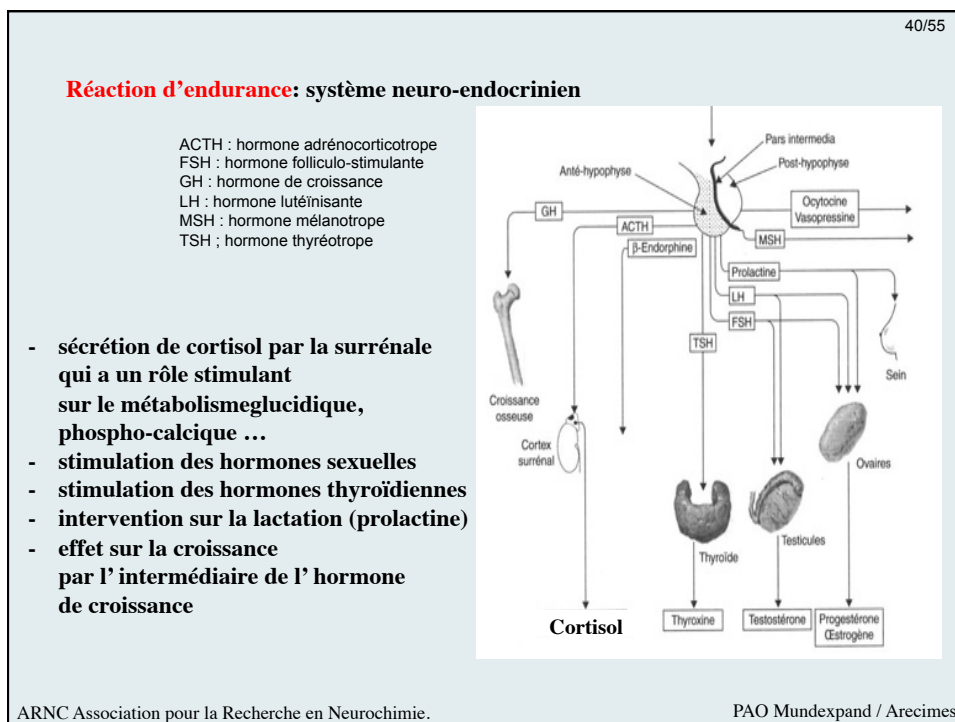 40/55
Réaction d’endurance: système neuro-endocrinien
ACTH : hormone adrénocorticotrope
FSH : hormone folliculo-stimulante
GH : hormone de croissance
LH : hormone lutéïnisante
MSH : hormone mélanotrope
TSH ; hormone thyréotrope
- sécrétion de cortisol par la surrénale
qui a un rôle stimulant
sur le métabolismeglucidique,
phospho-calcique …
- stimulation des hormones sexuelles
- stimulation des hormones thyroïdiennes
- intervention sur la lactation (prolactine)
- effet sur la croissance
par l’ intermédiaire de l’ hormone
de croissance
Pars intermedia
Post-hypophyse
Anté-hypophyse
Ocytocine
Vasopressine
GH
ACTH
MSH
β-Endorphine
Prolactine
LH
FSH
TSH
Sein
Croissance
osseuse
Cortex
surrénal
Ovaires
Thyroïde
Testicules
Cortisol
Thyroxine
Testostérone
Progestérone
Œstrogène
ARNC Association pour la Recherche en Neurochimie.
PAO Mundexpand / Arecimes